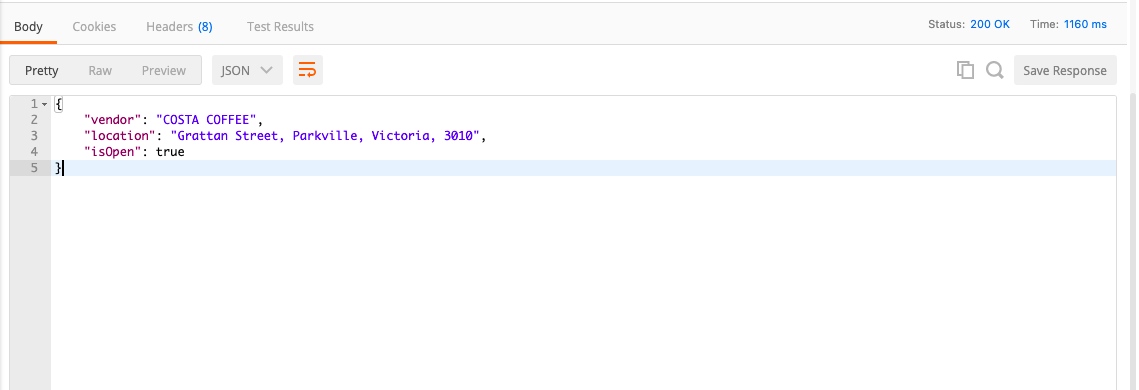 Body Cookies Headers (8) Test Results Status: 200 OK Time: 1160 ms
Pretty Raw Preview JSON Save Response
1 {
2 "vendor": "COSTA COFFEE",
3 "location": "Grattan Street, Parkville, Victoria, 3010",
4 "isOpen": true
5 }